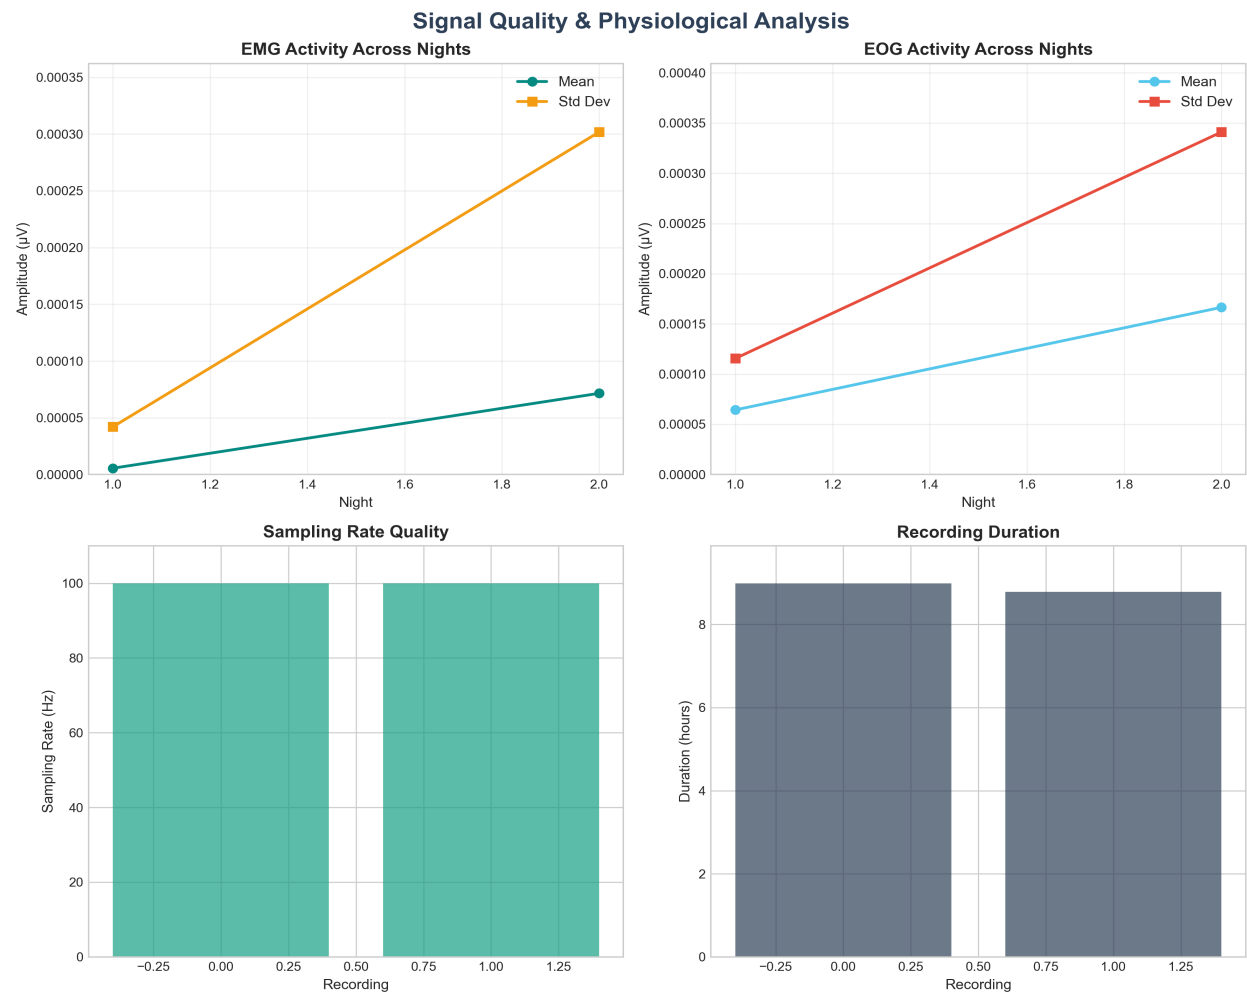 Signal Quality & Physiological Analysis
EMG Activity Across Nights
Amplitude (μV)
0.00035
0.00030
0.00025
0.00020
0.00015
0.00010
0.00005
0.00000
Mean
Std Dev
1.0 1.2 1.4 1.6 1.8 2.0
Night
EOG Activity Across Nights
Amplitude (μV)
0.00040
0.00035
0.00030
0.00025
0.00020
0.00015
0.00010
0.00005
0.00000
Mean
Std Dev
1.0 1.2 1.4 1.6 1.8 2.0
Night
Sampling Rate Quality
Sampling Rate (Hz)
100
80
60
40
20
0
−0.25 0.00 0.25 0.50 0.75 1.00 1.25
Recording
Recording Duration
Duration (hours)
8
6
4
2
0
−0.25 0.00 0.25 0.50 0.75 1.00 1.25
Recording